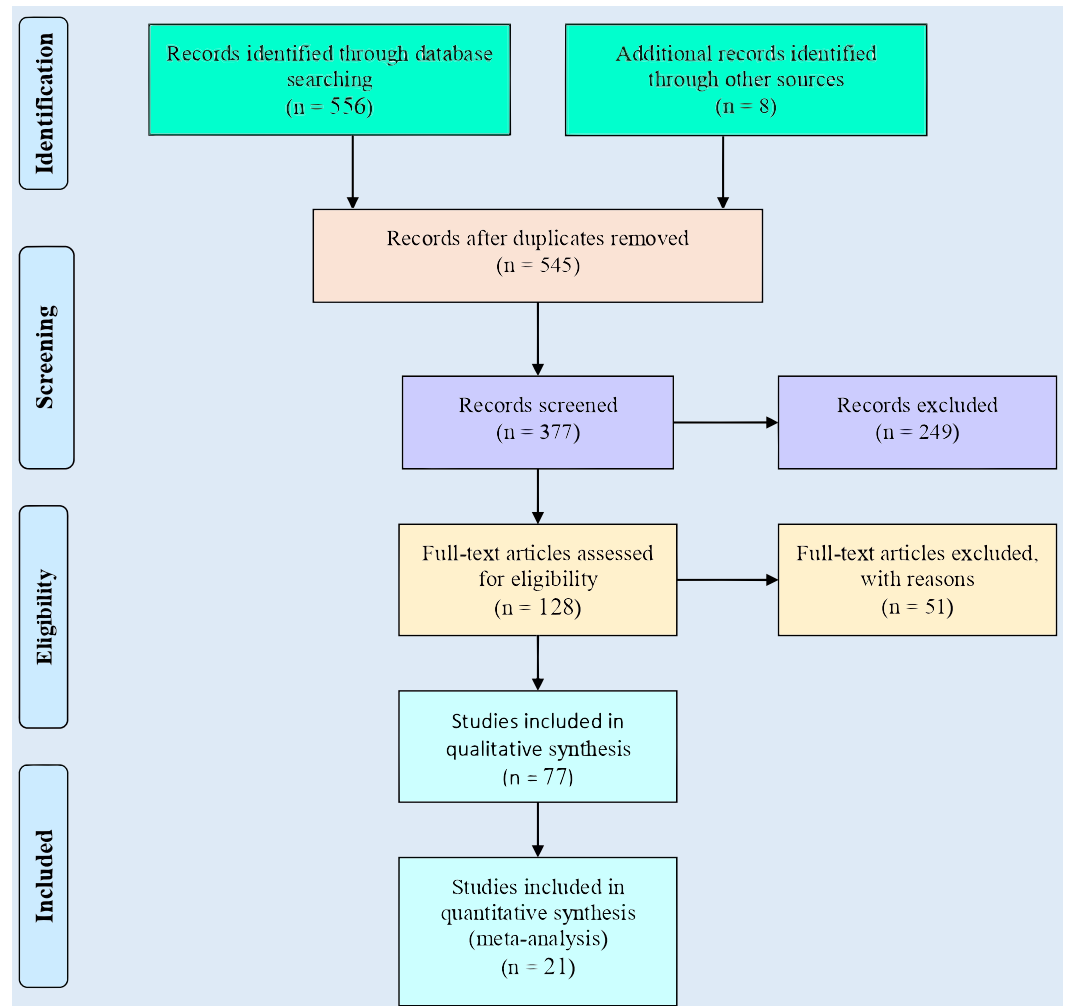 Identification
Records identified through database
searching
(n = 556)
Additional records identified
through other sources
(n = 8)
Records after duplicates removed
(n = 545)
Screening
Records screened
(n = 377)
Records excluded
(n = 249)
Eligibility
Full-text articles assessed
for eligibility
(n = 128)
Full-text articles excluded,
with reasons
(n = 51)
Studies included in
qualitative synthesis
(n = 77)
Included
Studies included in
quantitative synthesis
(meta-analysis)
(n = 21)